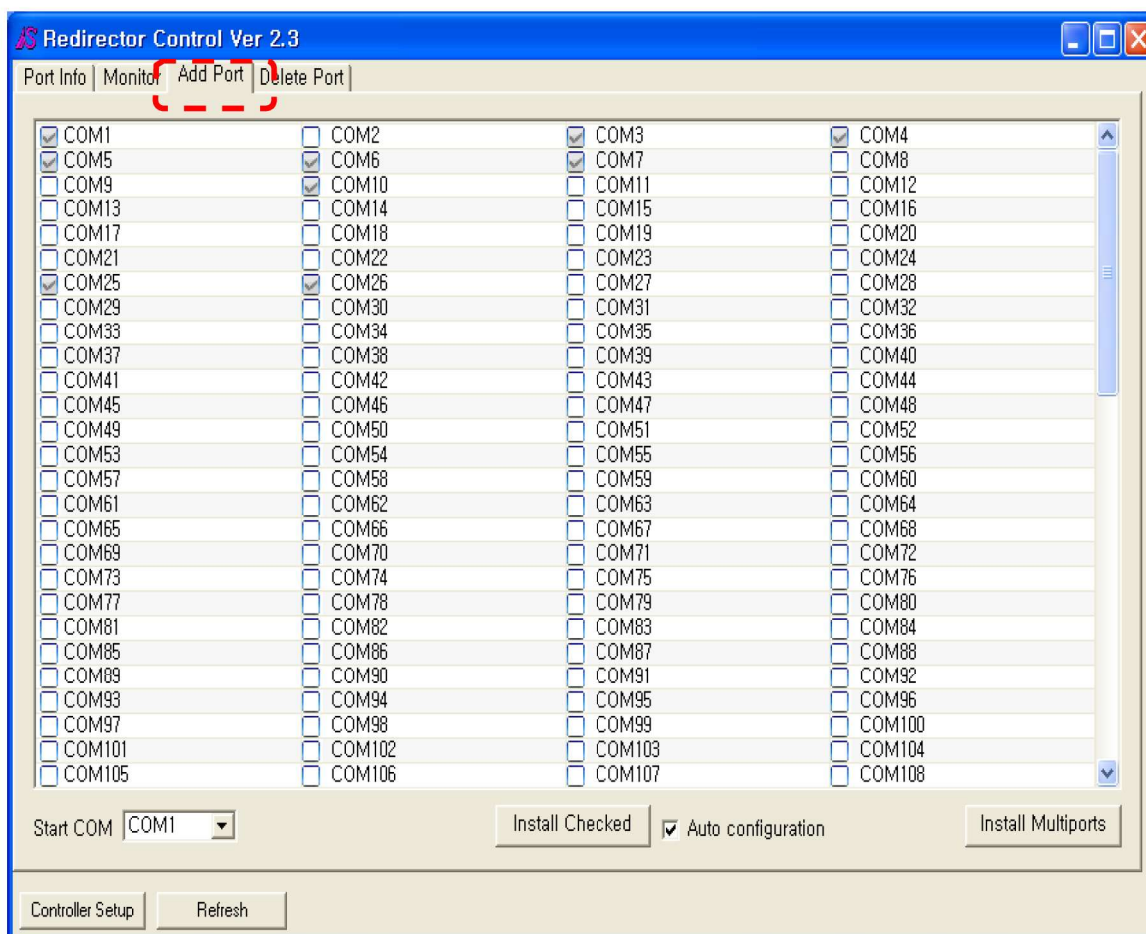 Redirector Control Ver 2.3
Port Info Monitor Add Port Delete Port
COM1 COM2 COM3 COM4
COM5 COM6 COM7 COM8
COM9 COM10 COM11 COM12
COM13 COM14 COM15 COM16
COM17 COM18 COM19 COM20
COM21 COM22 COM23 COM24
COM25 COM26 COM27 COM28
COM29 COM30 COM31 COM32
COM33 COM34 COM35 COM36
COM37 COM38 COM39 COM40
COM41 COM42 COM43 COM44
COM45 COM46 COM47 COM48
COM49 COM50 COM51 COM52
COM53 COM54 COM55 COM56
COM57 COM58 COM59 COM60
COM61 COM62 COM63 COM64
COM65 COM66 COM67 COM68
COM69 COM70 COM71 COM72
COM73 COM74 COM75 COM76
COM77 COM78 COM79 COM80
COM81 COM82 COM83 COM84
COM85 COM86 COM87 COM88
COM89 COM90 COM91 COM92
COM93 COM94 COM95 COM96
COM97 COM98 COM99 COM100
COM101 COM102 COM103 COM104
COM105 COM106 COM107 COM108
Start COM COM1 Install Checked Auto configuration Install Multiports
Controller Setup Refresh